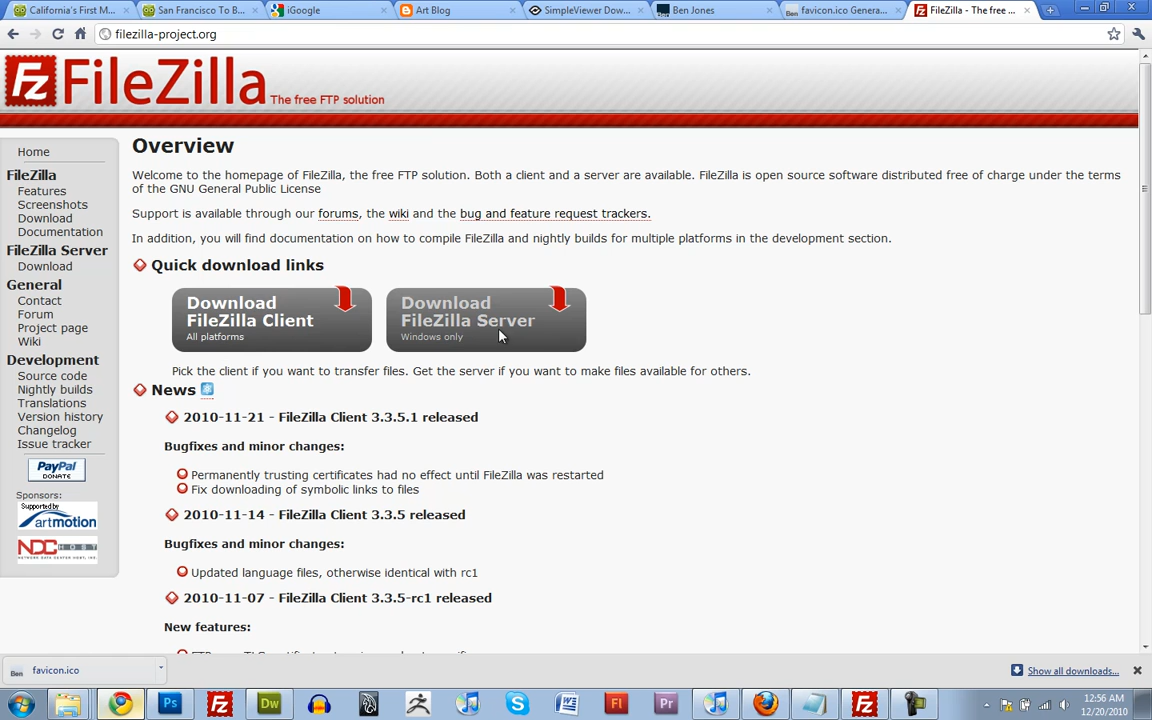 California's First M...
San Francisco To B...
iGoogle
Art Blog
SimpleViewer Dow...
Ben Jones
favicon.ico Genera...
FileZilla - The free ...
filezilla-project.org
Fz FileZilla The free FTP solution
Home
FileZilla
Features
Screenshots
Download
Documentation
FileZilla Server
Download
General
Contact
Forum
Project page
Wiki
Development
Source code
Nightly builds
Translations
Version history
Changelog
Issue tracker
PayPal
DONATE
Sponsors:
Supported by
artmotion
NDC HOST
Overview
Welcome to the homepage of FileZilla, the free FTP solution. Both a client and a server are available. FileZilla is open source software distributed free of charge under the terms
of the GNU General Public License
Support is available through our forums, the wiki and the bug and feature request trackers.
In addition, you will find documentation on how to compile FileZilla and nightly builds for multiple platforms in the development section.
Quick download links
Download
FileZilla Client
All platforms
Download
FileZilla Server
Windows only
Pick the client if you want to transfer files. Get the server if you want to make files available for others.
News
2010-11-21 - FileZilla Client 3.3.5.1 released
Bugfixes and minor changes:
Permanently trusting certificates had no effect until FileZilla was restarted
Fix downloading of symbolic links to files
2010-11-14 - FileZilla Client 3.3.5 released
Bugfixes and minor changes:
Updated language files, otherwise identical with rc1
2010-11-07 - FileZilla Client 3.3.5-rc1 released
New features:
Ben favicon.ico
Show all downloads...
Ps
Fz
Dw
Fl
Pr
Fz
12:56 AM
12/20/2010